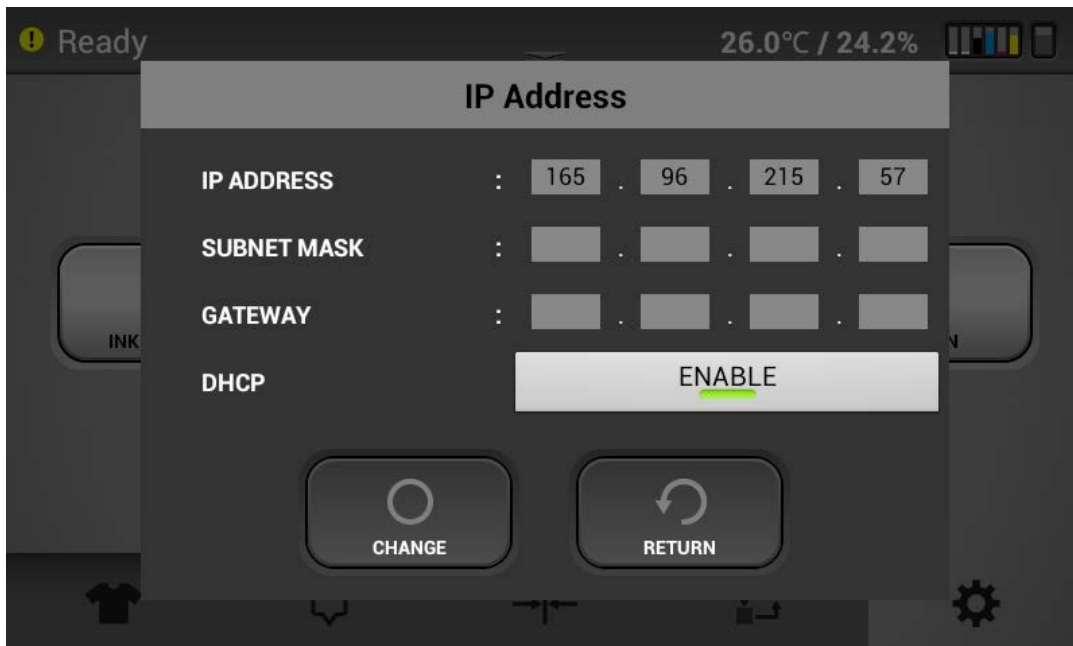 ! Ready 26.0℃ / 24.2%
IP Address
IP ADDRESS : 165 . 96 . 215 . 57
SUBNET MASK : . . .
GATEWAY : . . .
DHCP ENABLE
INK N
CHANGE RETURN